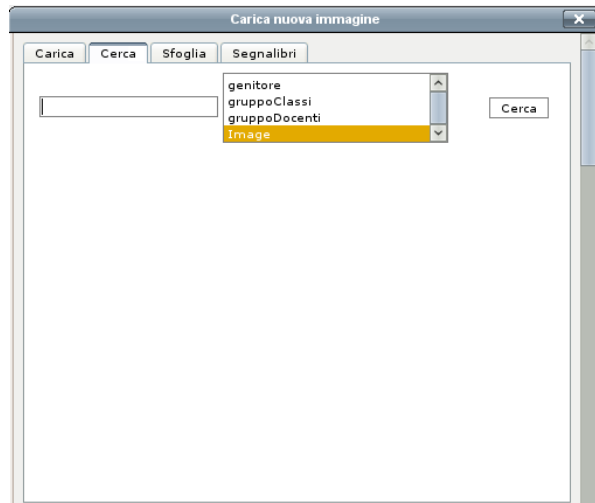 Carica nuova immagine
Carica Cerca Sfoglia Segnalibri
genitore
gruppoClassi
gruppoDocenti
Image
Cerca